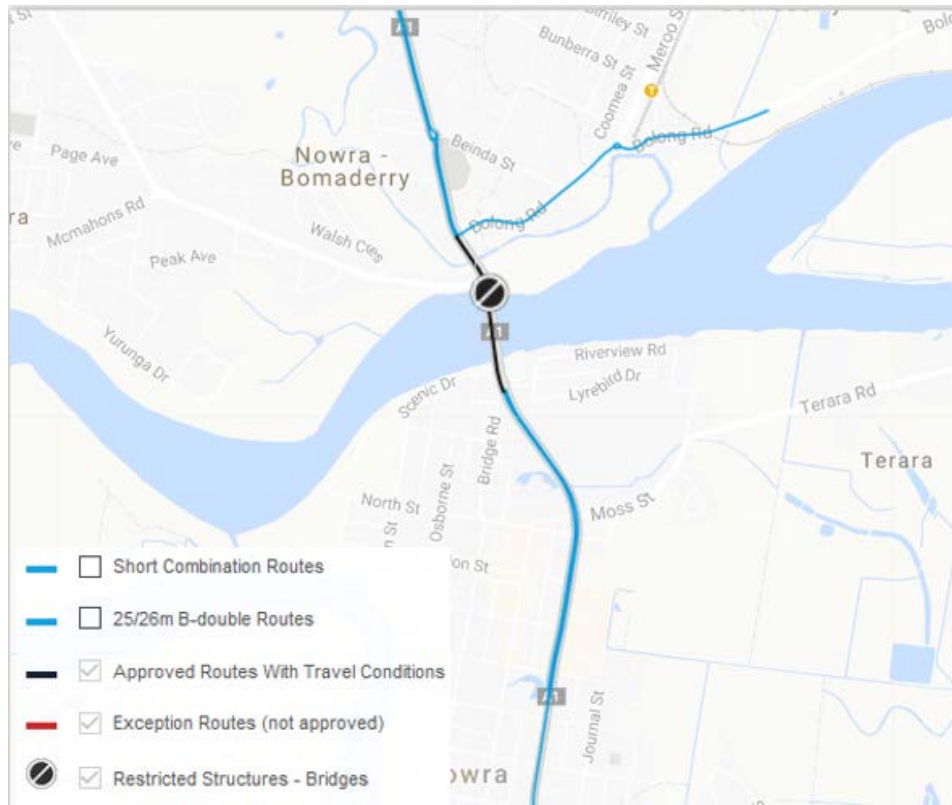 A1
Birriley St
Bunberra St
Meroo St
Coomea St
T
Bolong Rd
Page Ave
Beinda St
Nowra -
Bomaderry
Mcmahons Rd
Walsh Cres
Bolong Rd
Peak Ave
A1
Yurunga Dr
Scenic Dr
Riverview Rd
Lyrebird Dr
Terara Rd
Bridge Rd
Terara
Osborne St
North St
Moss St
A1
Journal St
Short Combination Routes
25/26m B-double Routes
Approved Routes With Travel Conditions
Exception Routes (not approved)
Restricted Structures - Bridges